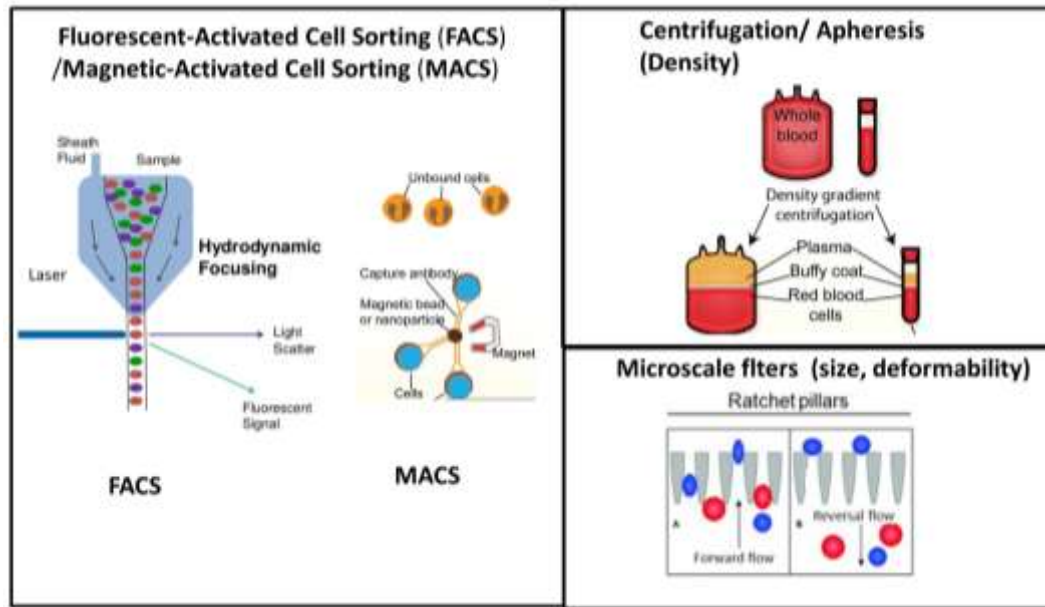 Fluorescent-Activated Cell Sorting (FACS)
/Magnetic-Activated Cell Sorting (MACS)
Sheath
Fluid
Sample
Laser
Hydrodynamic
Focusing
Light
Scatter
Fluorescent
Signal
FACS
Unbound cells
Capture antibody
Magnetic bead
or nanoparticle
Magnet
Cells
MACS
Centrifugation/ Apheresis
(Density)
Whole
blood
Density gradient
centrifugation
Plasma
Buffy coat
Red blood
cells
Microscale flters (size, deformability)
Ratchet pillars
A
Forward flow
B
Reversal flow